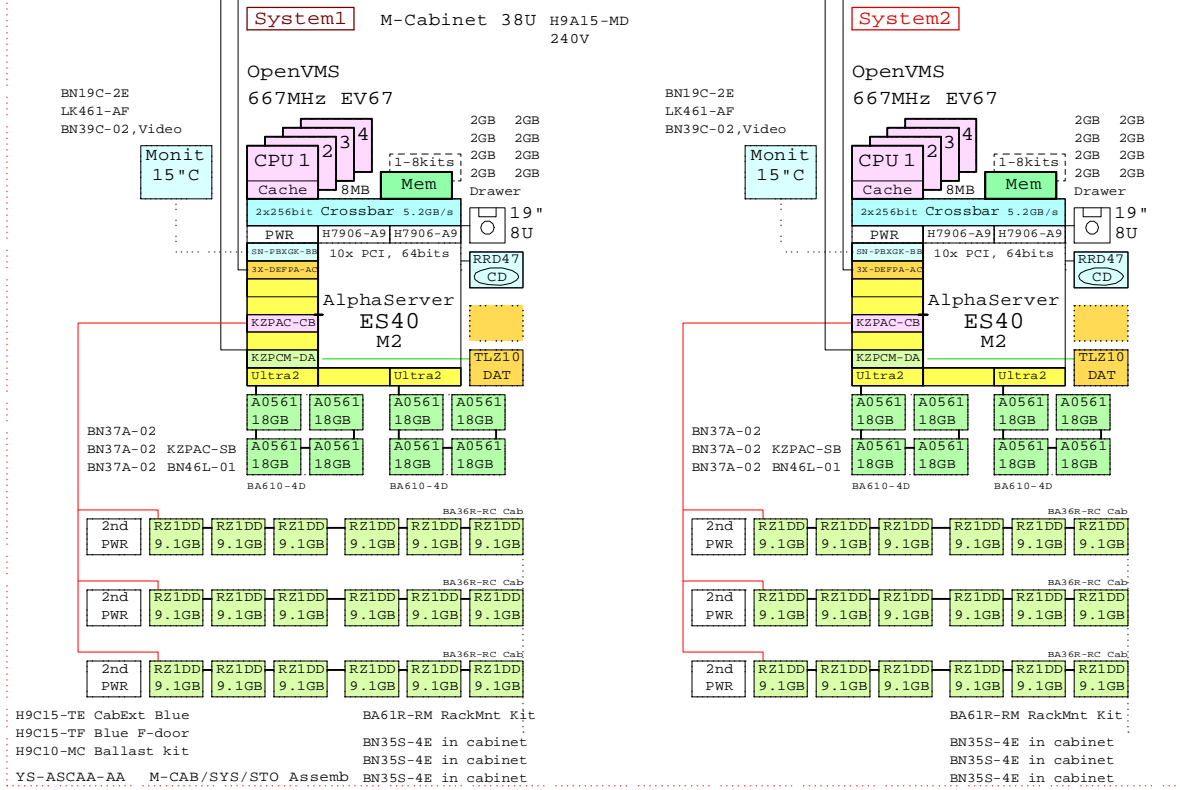 System1 M-Cabinet 38U H9A15-MD
240V
OpenVMS
667MHz EV67
BN19C-2E
LK461-AF
BN39C-02,Video
Monit
15"C
CPU 1 2 3 4
Cache 8MB
1-8kits
Mem
2GB 2GB
2GB 2GB
2GB 2GB
2GB 2GB
Drawer
2x256bit Crossbar 5.2GB/s
19"
8U
PWR H7906-A9 H7906-A9
SN-PBXGK-BB 10x PCI, 64bits
3X-DEFPA-AC
RRD47
CD
AlphaServer
ES40
M2
KZPAC-CB
KZPCM-DA
TLZ10
DAT
Ultra2 Ultra2
A0561 A0561 A0561 A0561
18GB 18GB 18GB 18GB
BN37A-02
BN37A-02 KZPAC-SB
BN37A-02 BN46L-01
A0561 A0561 A0561 A0561
18GB 18GB 18GB 18GB
BA610-4D BA610-4D
BA36R-RC Cab
2nd RZ1DD RZ1DD RZ1DD RZ1DD RZ1DD RZ1DD
PWR 9.1GB 9.1GB 9.1GB 9.1GB 9.1GB 9.1GB
BA36R-RC Cab
2nd RZ1DD RZ1DD RZ1DD RZ1DD RZ1DD RZ1DD
PWR 9.1GB 9.1GB 9.1GB 9.1GB 9.1GB 9.1GB
BA36R-RC Cab
2nd RZ1DD RZ1DD RZ1DD RZ1DD RZ1DD RZ1DD
PWR 9.1GB 9.1GB 9.1GB 9.1GB 9.1GB 9.1GB
H9C15-TE CabExt Blue
H9C15-TF Blue F-door
H9C10-MC Ballast kit
YS-ASCAA-AA M-CAB/SYS/STO Assemb
BA61R-RM RackMnt Kit
BN35S-4E in cabinet
BN35S-4E in cabinet
BN35S-4E in cabinet
System2
OpenVMS
667MHz EV67
BN19C-2E
LK461-AF
BN39C-02,Video
Monit
15"C
CPU 1 2 3 4
Cache 8MB
1-8kits
Mem
2GB 2GB
2GB 2GB
2GB 2GB
2GB 2GB
Drawer
2x256bit Crossbar 5.2GB/s
19"
8U
PWR H7906-A9 H7906-A9
SN-PBXGK-BB 10x PCI, 64bits
3X-DEFPA-AC
RRD47
CD
AlphaServer
ES40
M2
KZPAC-CB
KZPCM-DA
TLZ10
DAT
Ultra2 Ultra2
A0561 A0561 A0561 A0561
18GB 18GB 18GB 18GB
BN37A-02
BN37A-02 KZPAC-SB
BN37A-02 BN46L-01
A0561 A0561 A0561 A0561
18GB 18GB 18GB 18GB
BA610-4D BA610-4D
BA36R-RC Cab
2nd RZ1DD RZ1DD RZ1DD RZ1DD RZ1DD RZ1DD
PWR 9.1GB 9.1GB 9.1GB 9.1GB 9.1GB 9.1GB
BA36R-RC Cab
2nd RZ1DD RZ1DD RZ1DD RZ1DD RZ1DD RZ1DD
PWR 9.1GB 9.1GB 9.1GB 9.1GB 9.1GB 9.1GB
BA36R-RC Cab
2nd RZ1DD RZ1DD RZ1DD RZ1DD RZ1DD RZ1DD
PWR 9.1GB 9.1GB 9.1GB 9.1GB 9.1GB 9.1GB
BA61R-RM RackMnt Kit
BN35S-4E in cabinet
BN35S-4E in cabinet
BN35S-4E in cabinet